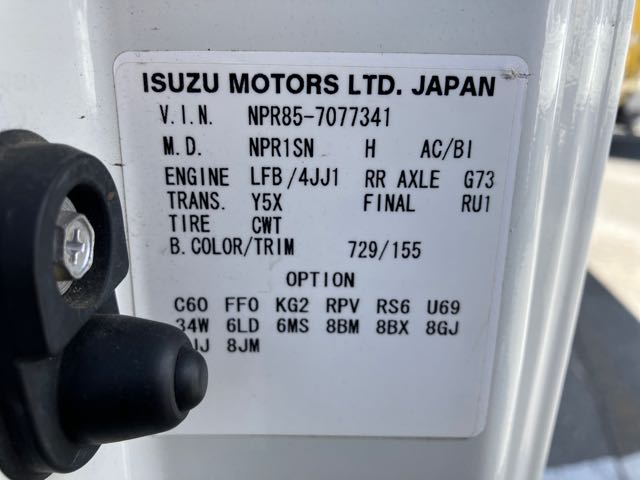 ISUZU MOTORS LTD. JAPAN
V.I.N. NPR85-7077341
M.D. NPR1SN H AC/BI
ENGINE LFB/4JJ1 RR AXLE G73
TRANS. Y5X FINAL RU1
TIRE CWT
B.COLOR/TRIM 729/155
OPTION
C60 FF0 KG2 RPV RS6 U69
34W 6LD 6MS 8BM 8BX 8GJ
8JM